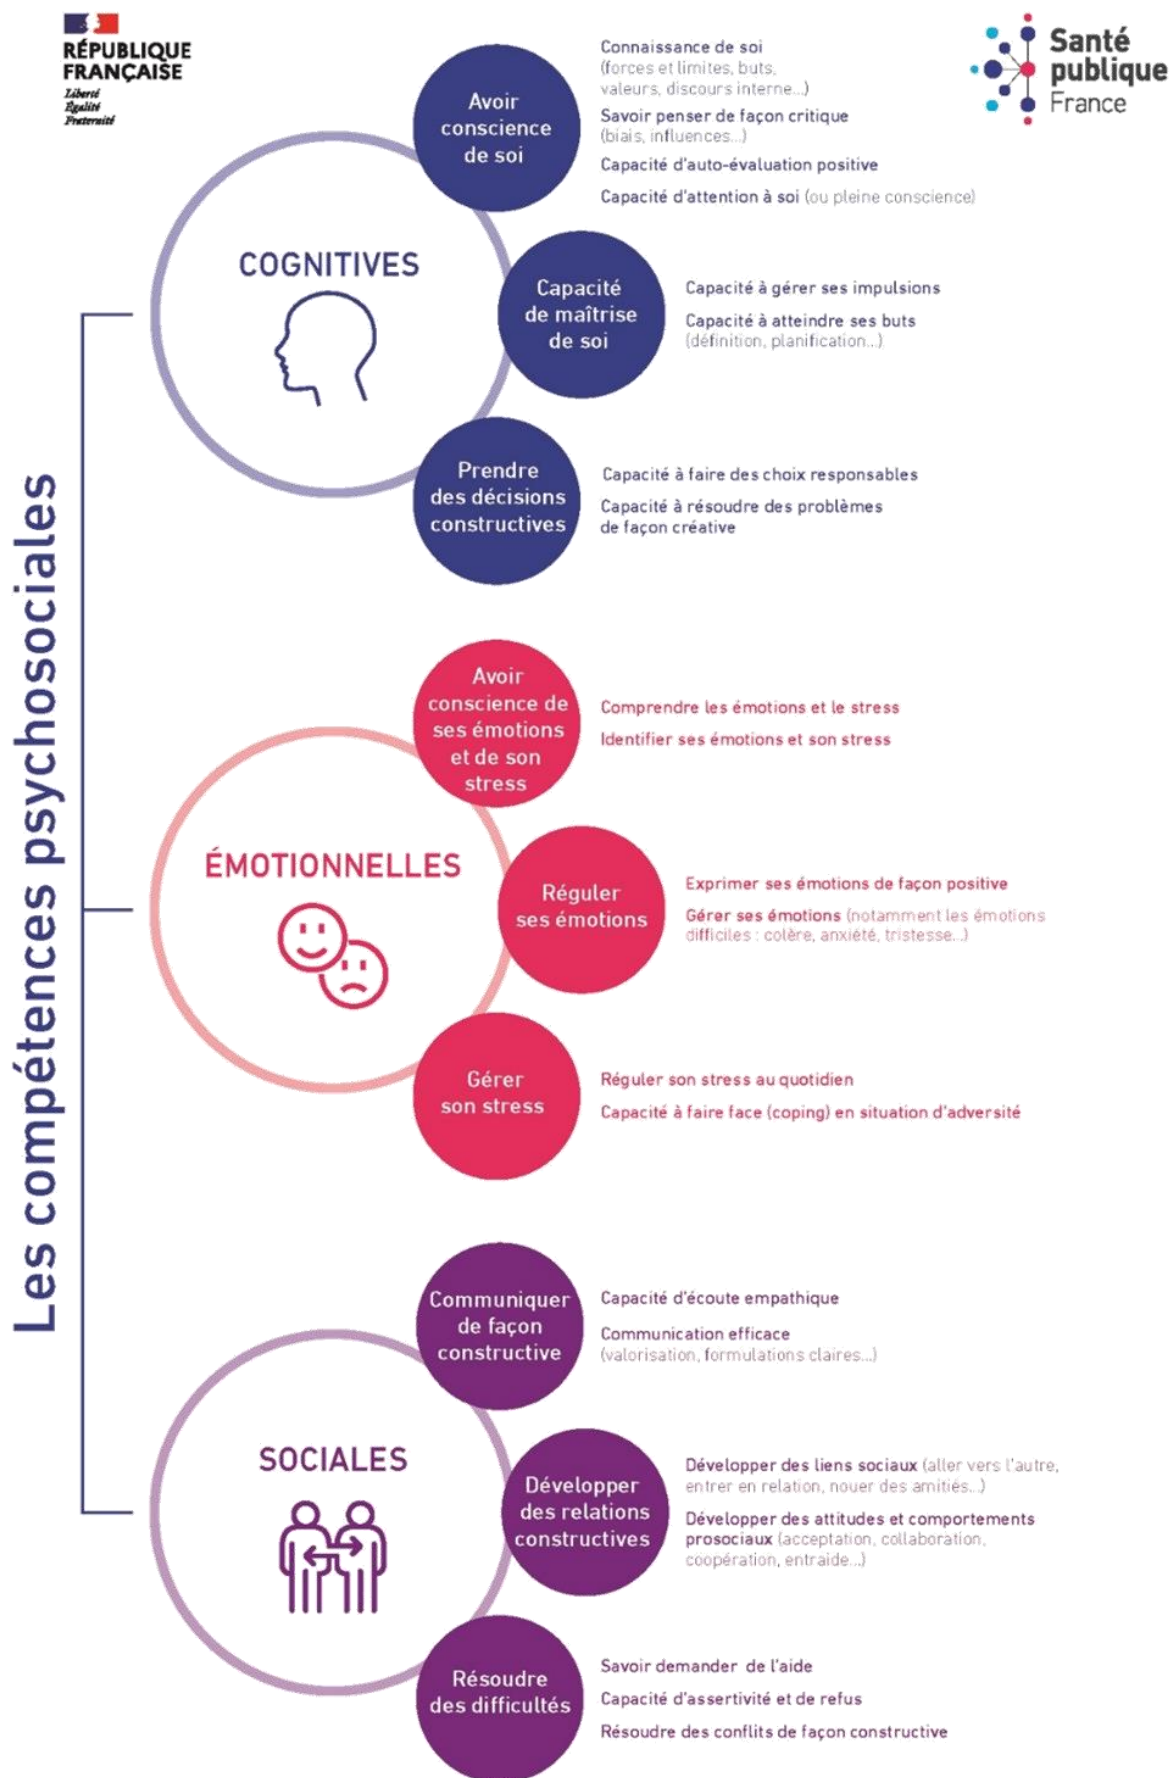 RÉPUBLIQUE
FRANÇAISE
Liberté
Égalité
Fraternité
Santé
publique
France
Les compétences psychosociales
COGNITIVES
Avoir
conscience
de soi
Connaissance de soi
(forces et limites, buts,
valeurs, discours interne...)
Savoir penser de façon critique
(biais, influences...)
Capacité d'auto-évaluation positive
Capacité d'attention à soi (ou pleine conscience)
Capacité
de maîtrise
de soi
Capacité à gérer ses impulsions
Capacité à atteindre ses buts
(définition, planification...)
Prendre
des décisions
constructives
Capacité à faire des choix responsables
Capacité à résoudre des problèmes
de façon créative
ÉMOTIONNELLES
Avoir
conscience de
ses émotions
et de son
stress
Comprendre les émotions et le stress
Identifier ses émotions et son stress
Réguler
ses émotions
Exprimer ses émotions de façon positive
Gérer ses émotions (notamment les émotions
difficiles : colère, anxiété, tristesse...)
Gérer
son stress
Réguler son stress au quotidien
Capacité à faire face (coping) en situation d'adversité
SOCIALES
Communiquer
de façon
constructive
Capacité d'écoute empathique
Communication efficace
(valorisation, formulations claires...)
Développer
des relations
constructives
Développer des liens sociaux (aller vers l'autre,
entrer en relation, nouer des amitiés...)
Développer des attitudes et comportements
prosociaux (acceptation, collaboration,
coopération, entraide...)
Résoudre
des difficultés
Savoir demander de l'aide
Capacité d'assertivité et de refus
Résoudre des conflits de façon constructive